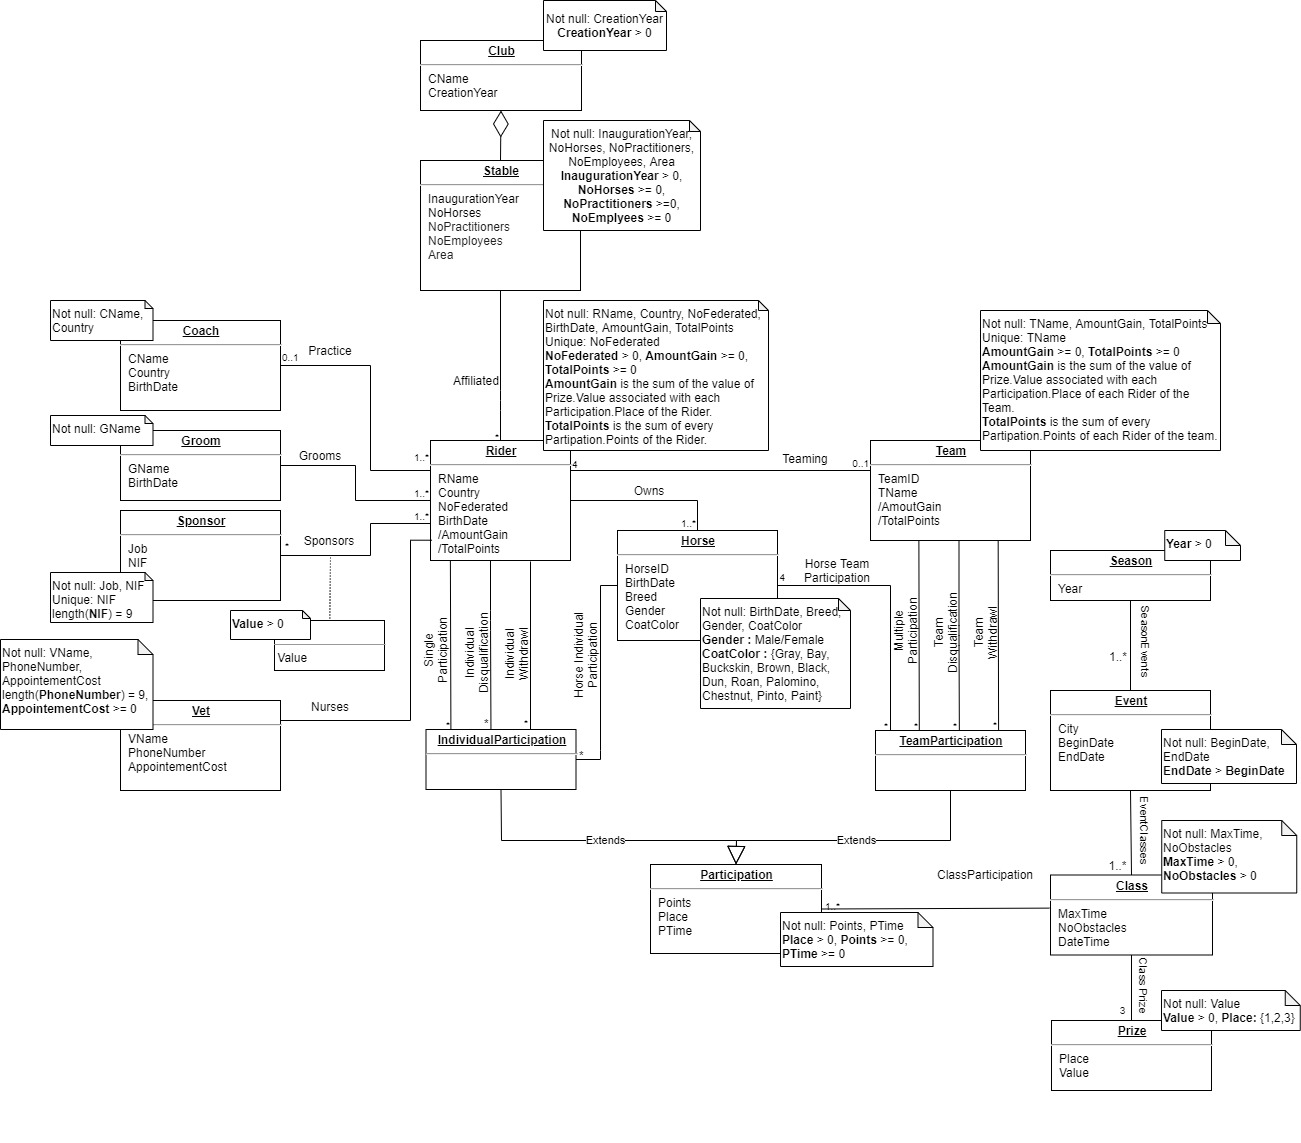 Not null: CreationYear
CreationYear > 0
Club
CName
CreationYear
Not null: InaugurationYear,
NoHorses, NoPractitioners,
NoEmployees, Area
InaugurationYear > 0,
NoHorses >= 0,
NoPractitioners >=0,
NoEmplyees >= 0
Stable
InaugurationYear
NoHorses
NoPractitioners
NoEmployees
Area
Not null: CName,
Country
Coach
CName
Country
BirthDate
0..1
Practice
1..*
Affiliated
*
Not null: RName, Country, NoFederated,
BirthDate, AmountGain, TotalPoints
Unique: NoFederated
NoFederated > 0, AmountGain >= 0,
TotalPoints >= 0
AmountGain is the sum of the value of
Prize.Value associated with each
Participation.Place of the Rider.
TotalPoints is the sum of every
Partipation.Points of the Rider.
Not null: TName, AmountGain, TotalPoints
Unique: TName
AmountGain >= 0, TotalPoints >= 0
AmountGain is the sum of the value of
Prize.Value associated with each
Participation.Place of each Rider of the
Team.
TotalPoints is the sum of every
Partipation.Points of each Rider of the team.
Not null: GName
Groom
GName
BirthDate
Grooms
1..*
Rider
RName
Country
NoFederated
BirthDate
/AmountGain
/TotalPoints
4
Teaming
0..1
Team
TeamID
TName
/AmoutGain
/TotalPoints
Owns
1..*
Sponsor
Job
NIF
*
Sponsors
1..*
Not null: Job, NIF
Unique: NIF
length(NIF) = 9
Value > 0
Value
Horse
HorseID
BirthDate
Breed
Gender
CoatColor
4
Horse Team
Participation
*
Not null: BirthDate, Breed,
Gender, CoatColor
Gender : Male/Female
CoatColor : {Gray, Bay,
Buckskin, Brown, Black,
Dun, Roan, Palomino,
Chestnut, Pinto, Paint}
Year > 0
Season
Year
SeasonEvents
1..*
Not null: VName,
PhoneNumber,
AppointementCost
length(PhoneNumber) = 9,
AppointementCost >= 0
Vet
VName
PhoneNumber
AppointementCost
Nurses
Single
Participation
*
Individual
Disqualification
*
Individual
Withdrawl
*
Horse Individual
Participation
*
Multiple
Participation
*
Team
Disqualification
*
Team
Withdrawl
*
IndividualParticipation
TeamParticipation
Event
City
BeginDate
EndDate
Not null: BeginDate,
EndDate
EndDate > BeginDate
EventClasses
1..*
Extends
Extends
Participation
Points
Place
PTime
Not null: Points, PTime
Place > 0, Points >= 0,
PTime >= 0
ClassParticipation
1..*
Not null: MaxTime,
NoObstacles
MaxTime > 0,
NoObstacles > 0
Class
MaxTime
NoObstacles
DateTime
Class Prize
3
Not null: Value
Value > 0, Place: {1,2,3}
Prize
Place
Value